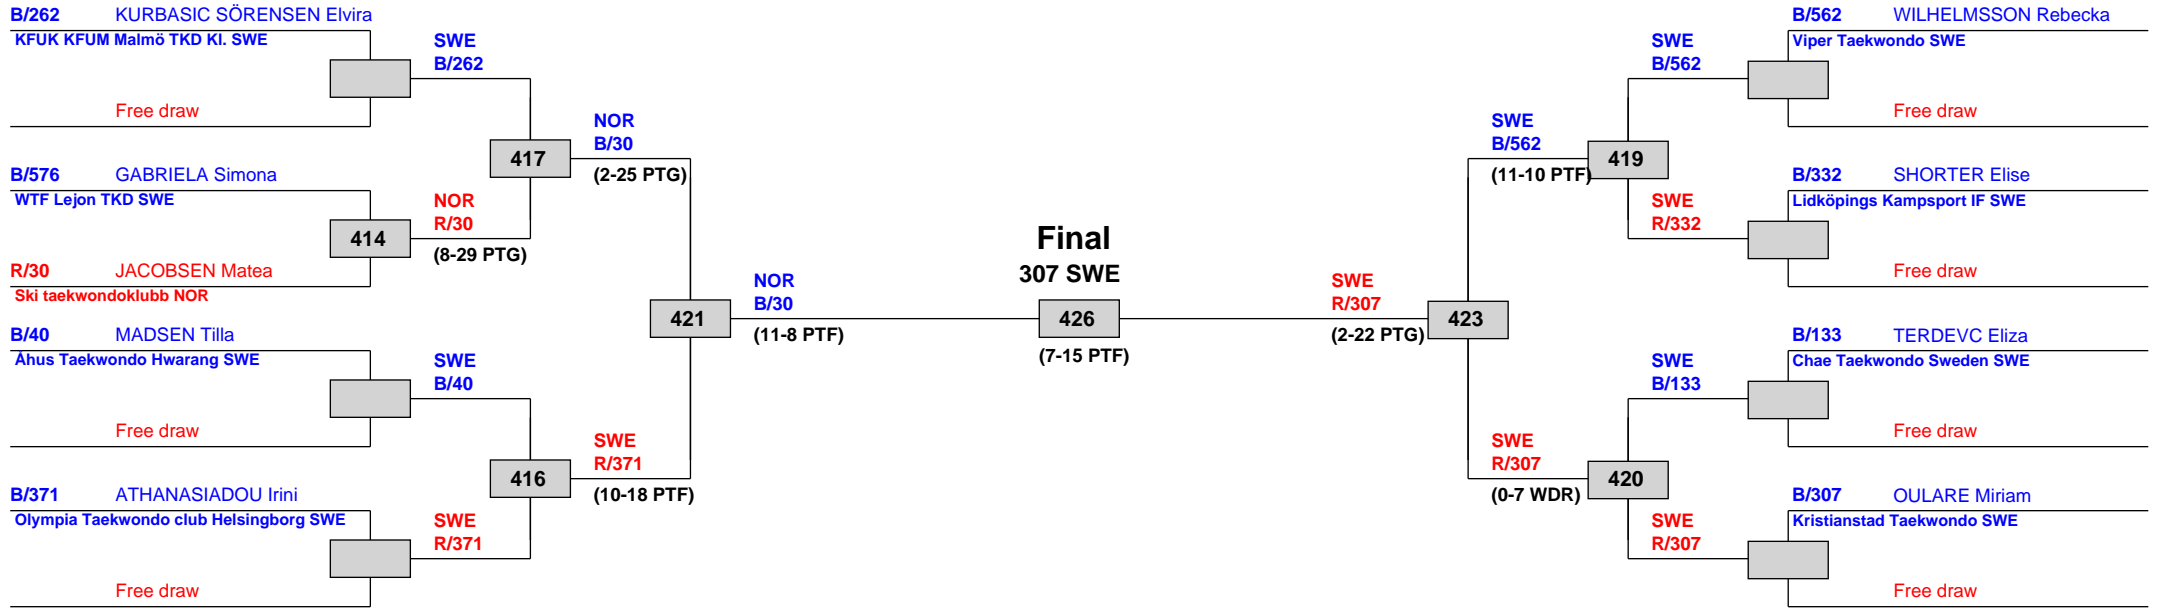 B/262 KURBASIC SÖRENSEN Elvira
KFUK KFUM Malmö TKD Kl. SWE
Free draw
B/576 GABRIELA Simona
WTF Lejon TKD SWE
414
R/30 JACOBSEN Matea
Ski taekwondoklubb NOR
B/40 MADSEN Tilla
Åhus Taekwondo Hwarang SWE
Free draw
B/371 ATHANASIADOU Irini
Olympia Taekwondo club Helsingborg SWE
Free draw
SWE
B/262
417
NOR
R/30
(8-29 PTG)
SWE
B/40
416
SWE
R/371
NOR
B/30
(2-25 PTG)
421
SWE
R/371
(10-18 PTF)
NOR
B/30
(11-8 PTF)
Final
307 SWE
426
(7-15 PTF)
SWE
R/307
(2-22 PTG)
423
SWE
B/562
(11-10 PTF)
419
SWE
R/307
(0-7 WDR)
420
SWE
B/562
SWE
R/332
SWE
B/133
SWE
R/307
B/562 WILHELMSSON Rebecka
Viper Taekwondo SWE
Free draw
B/332 SHORTER Elise
Lidköpings Kampsport IF SWE
Free draw
B/133 TERDEVC Eliza
Chae Taekwondo Sweden SWE
Free draw
B/307 OULARE Miriam
Kristianstad Taekwondo SWE
Free draw